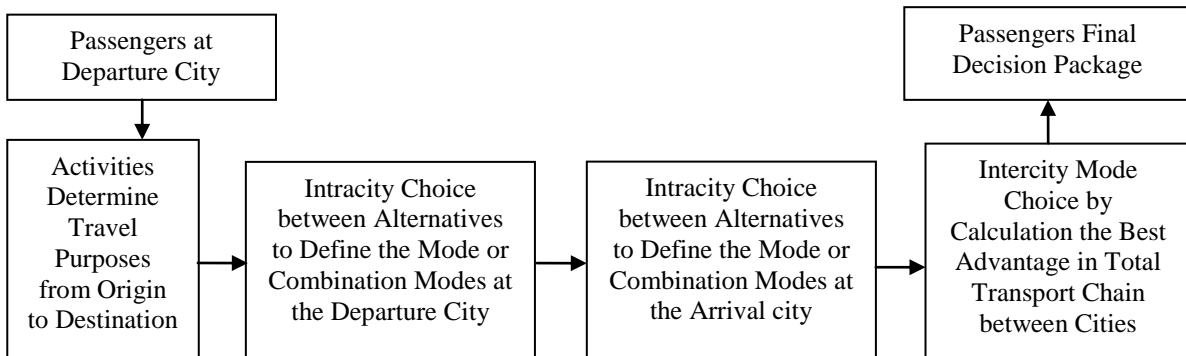 Passengers at
Departure City
Activities
Determine
Travel
Purposes
from Origin
to Destination
Intracity Choice
between Alternatives
to Define the Mode or
Combination Modes at
the Departure City
Intracity Choice
between Alternatives
to Define the Mode or
Combination Modes at
the Arrival city
Intercity Mode
Choice by
Calculation the Best
Advantage in Total
Transport Chain
between Cities
Passengers Final
Decision Package